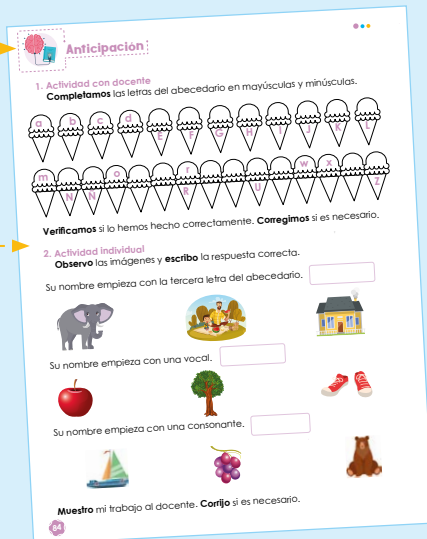 Anticipación
1. Actividad con docente
Completamos las letras del abecedario en mayúsculas y minúsculas.
a b c d E F G H I J K L
m N Ñ o r R U w x Z
Verificamos si lo hemos hecho correctamente. Corregimos si es necesario.
2. Actividad individual
Observo las imágenes y escribo la respuesta correcta.
Su nombre empieza con la tercera letra del abecedario.
Su nombre empieza con una vocal.
Su nombre empieza con una consonante.
Muestro mi trabajo al docente. Corrijo si es necesario.
84